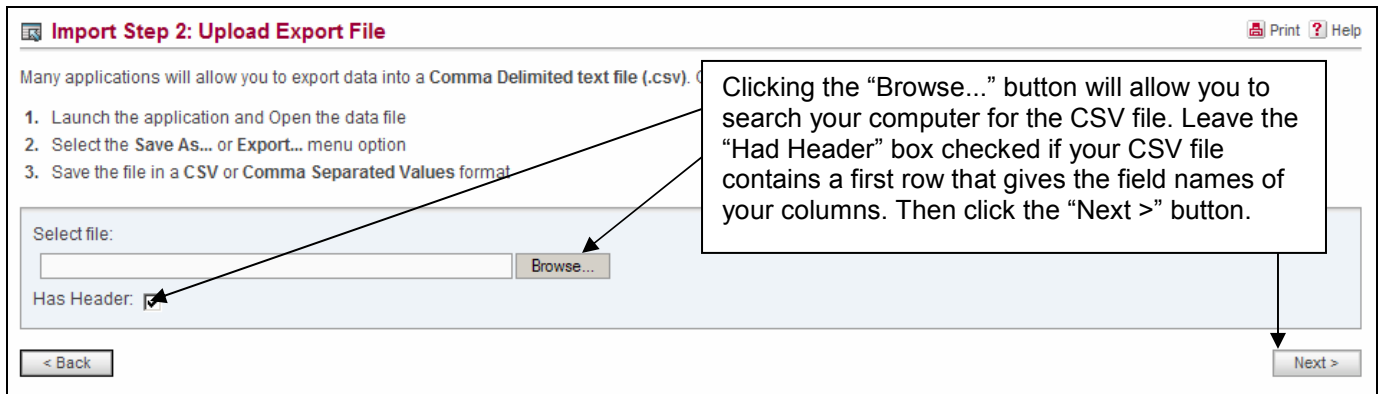 Import Step 2: Upload Export File
Print ? Help
Many applications will allow you to export data into a Comma Delimited text file (.csv).
1. Launch the application and Open the data file
2. Select the Save As... or Export... menu option
3. Save the file in a CSV or Comma Separated Values format
Clicking the “Browse...” button will allow you to
search your computer for the CSV file. Leave the
“Had Header” box checked if your CSV file
contains a first row that gives the field names of
your columns. Then click the “Next >” button.
Select file:
Browse...
Has Header:
< Back
Next >